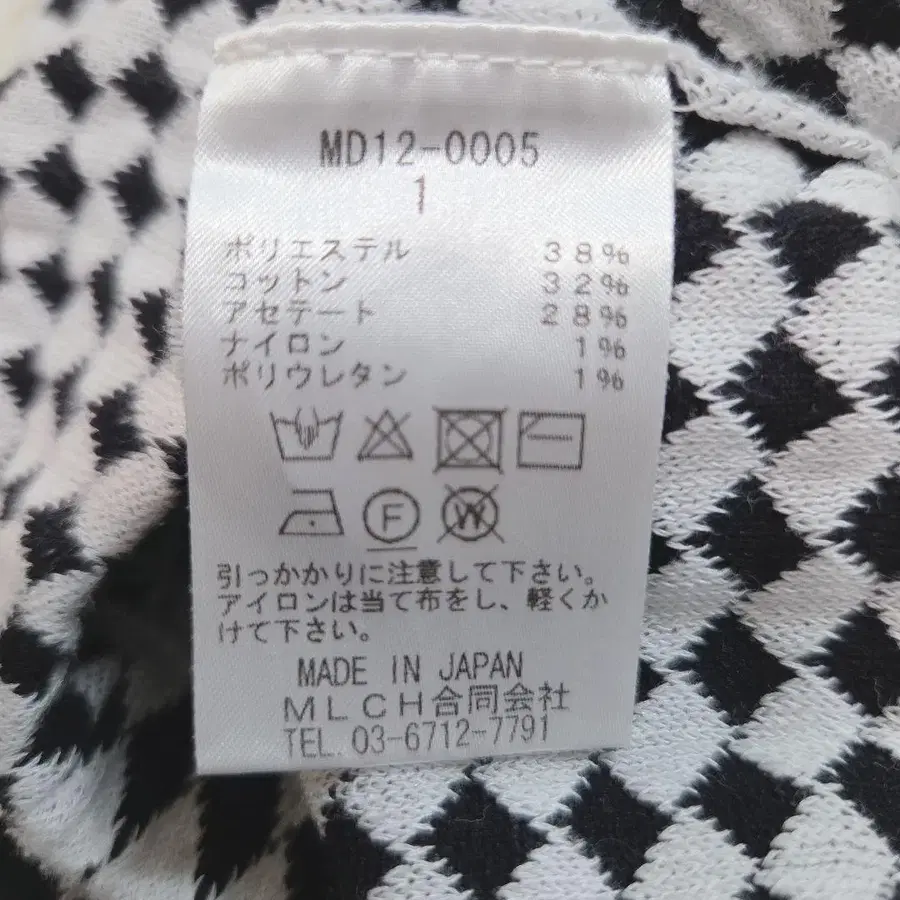 MD12-0005
1
ポリエステル 38%
コットン 32%
アセテート 28%
ナイロン 1%
ポリウレタン 1%
F
W
引っかかりに注意して下さい。
アイロンは当て布をし、軽くか
けて下さい。
MADE IN JAPAN
MLCH合同会社
TEL.03-6712-7791